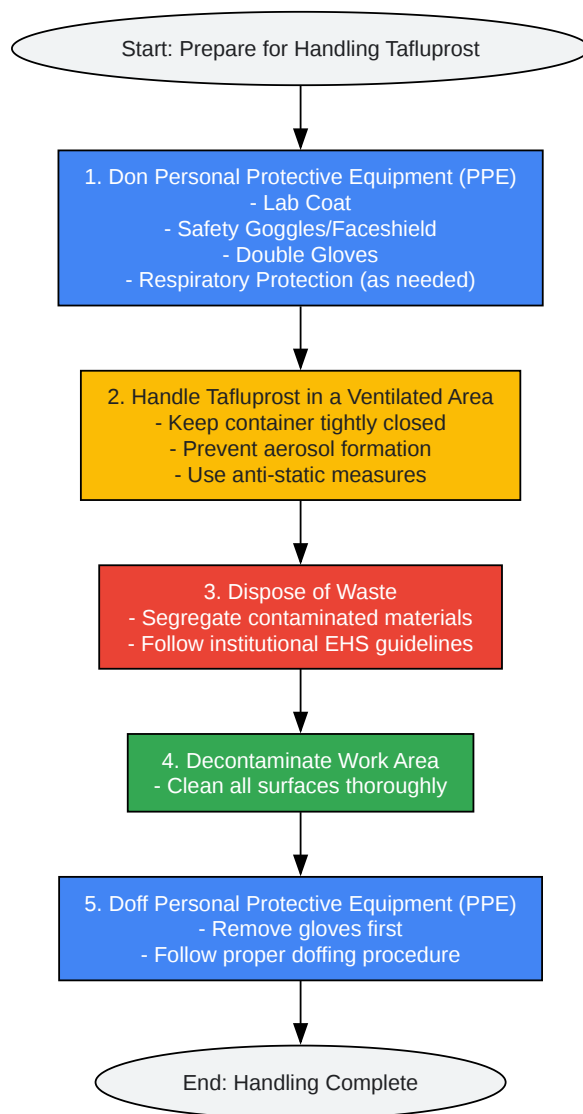 Start: Prepare for Handling Tafluprost
1. Don Personal Protective Equipment (PPE)
- Lab Coat
- Safety Goggles/Faceshield
- Double Gloves
- Respiratory Protection (as needed)
2. Handle Tafluprost in a Ventilated Area
- Keep container tightly closed
- Prevent aerosol formation
- Use anti-static measures
3. Dispose of Waste
- Segregate contaminated materials
- Follow institutional EHS guidelines
4. Decontaminate Work Area
- Clean all surfaces thoroughly
5. Doff Personal Protective Equipment (PPE)
- Remove gloves first
- Follow proper doffing procedure
End: Handling Complete